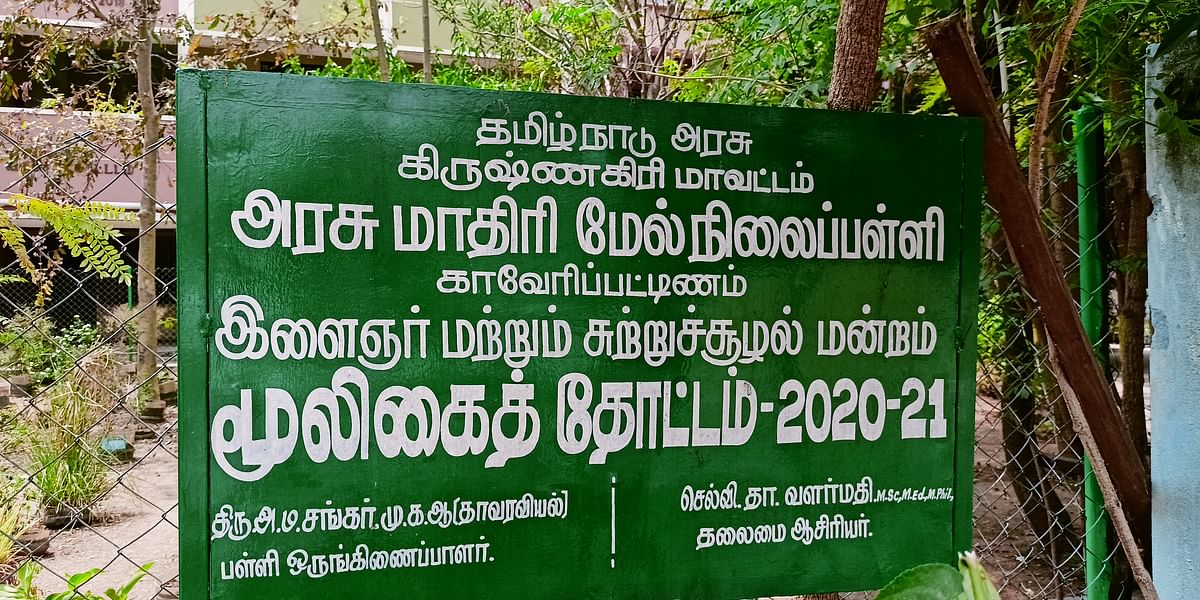 தமிழ்நாடு அரசு
கிருஷ்ணகிரி மாவட்டம்
அரசு மாதிரி மேல்நிலைப்பள்ளி
காவேரிப்பட்டிணம்
இளைஞர் மற்றும் சுற்றுச்சூழல் மன்றம்
மூலிகைத் தோட்டம்-2020-21
திரு.அ.டி.சங்கர்.மு.க.ஆ(தாவரவியல்)
பள்ளி ஒருங்கிணைப்பாளர்.
செல்வி.தா.வளர்மதி.M.Sc,M.Ed,M.Phil,
தலைமை ஆசிரியர்.